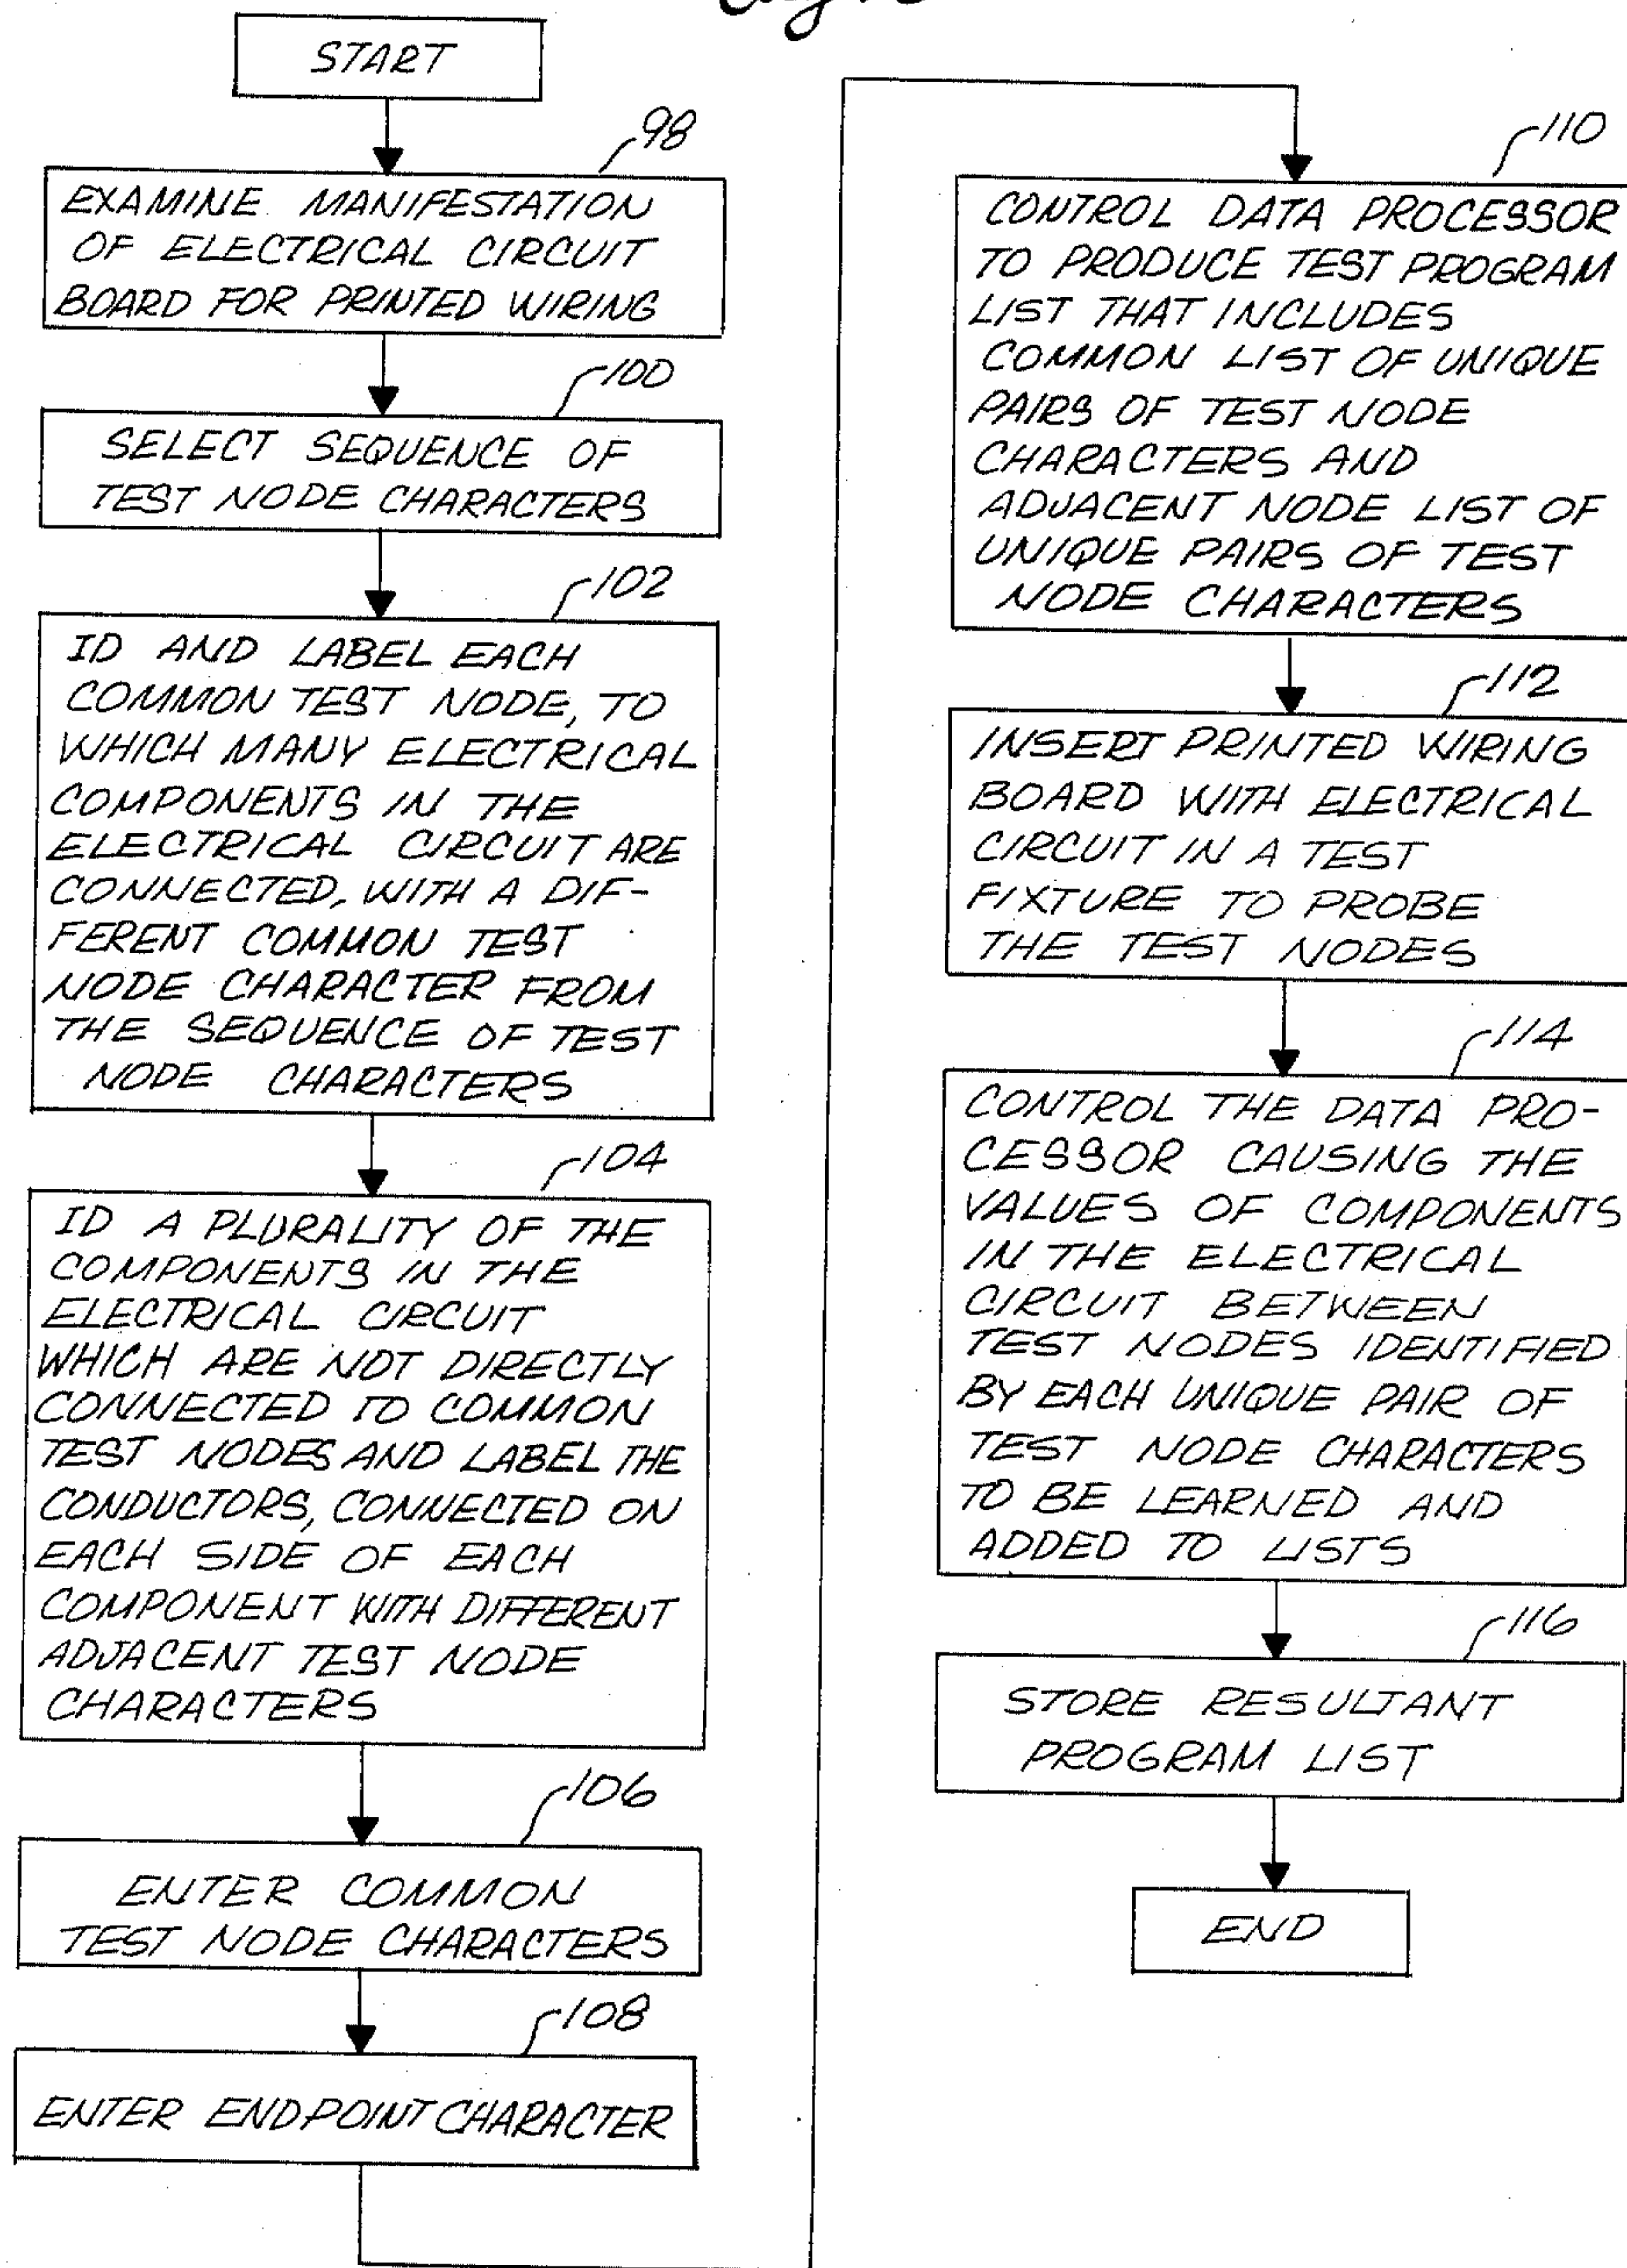 START
98
EXAMINE MANIFESTATION
OF ELECTRICAL CIRCUIT
BOARD FOR PRINTED WIRING
100
SELECT SEQUENCE OF
TEST NODE CHARACTERS
102
ID AND LABEL EACH
COMMON TEST NODE, TO
WHICH MANY ELECTRICAL
COMPONENTS IN THE
ELECTRICAL CIRCUIT ARE
CONNECTED, WITH A DIF-
FERENT COMMON TEST
NODE CHARACTER FROM
THE SEQUENCE OF TEST
NODE CHARACTERS
104
ID A PLURALITY OF THE
COMPONENTS IN THE
ELECTRICAL CIRCUIT
WHICH ARE NOT DIRECTLY
CONNECTED TO COMMON
TEST NODES AND LABEL THE
CONDUCTORS, CONNECTED ON
EACH SIDE OF EACH
COMPONENT WITH DIFFERENT
ADJACENT TEST NODE
CHARACTERS
106
ENTER COMMON
TEST NODE CHARACTERS
108
ENTER ENDPOINT CHARACTER
110
CONTROL DATA PROCESSOR
TO PRODUCE TEST PROGRAM
LIST THAT INCLUDES
COMMON LIST OF UNIQUE
PAIRS OF TEST NODE
CHARACTERS AND
ADJACENT NODE LIST OF
UNIQUE PAIRS OF TEST
NODE CHARACTERS
112
INSERT PRINTED WIRING
BOARD WITH ELECTRICAL
CIRCUIT IN A TEST
FIXTURE TO PROBE
THE TEST NODES
114
CONTROL THE DATA PRO-
CESSOR CAUSING THE
VALUES OF COMPONENTS
IN THE ELECTRICAL
CIRCUIT BETWEEN
TEST NODES IDENTIFIED
BY EACH UNIQUE PAIR OF
TEST NODE CHARACTERS
TO BE LEARNED AND
ADDED TO LISTS
116
STORE RESULTANT
PROGRAM LIST
END